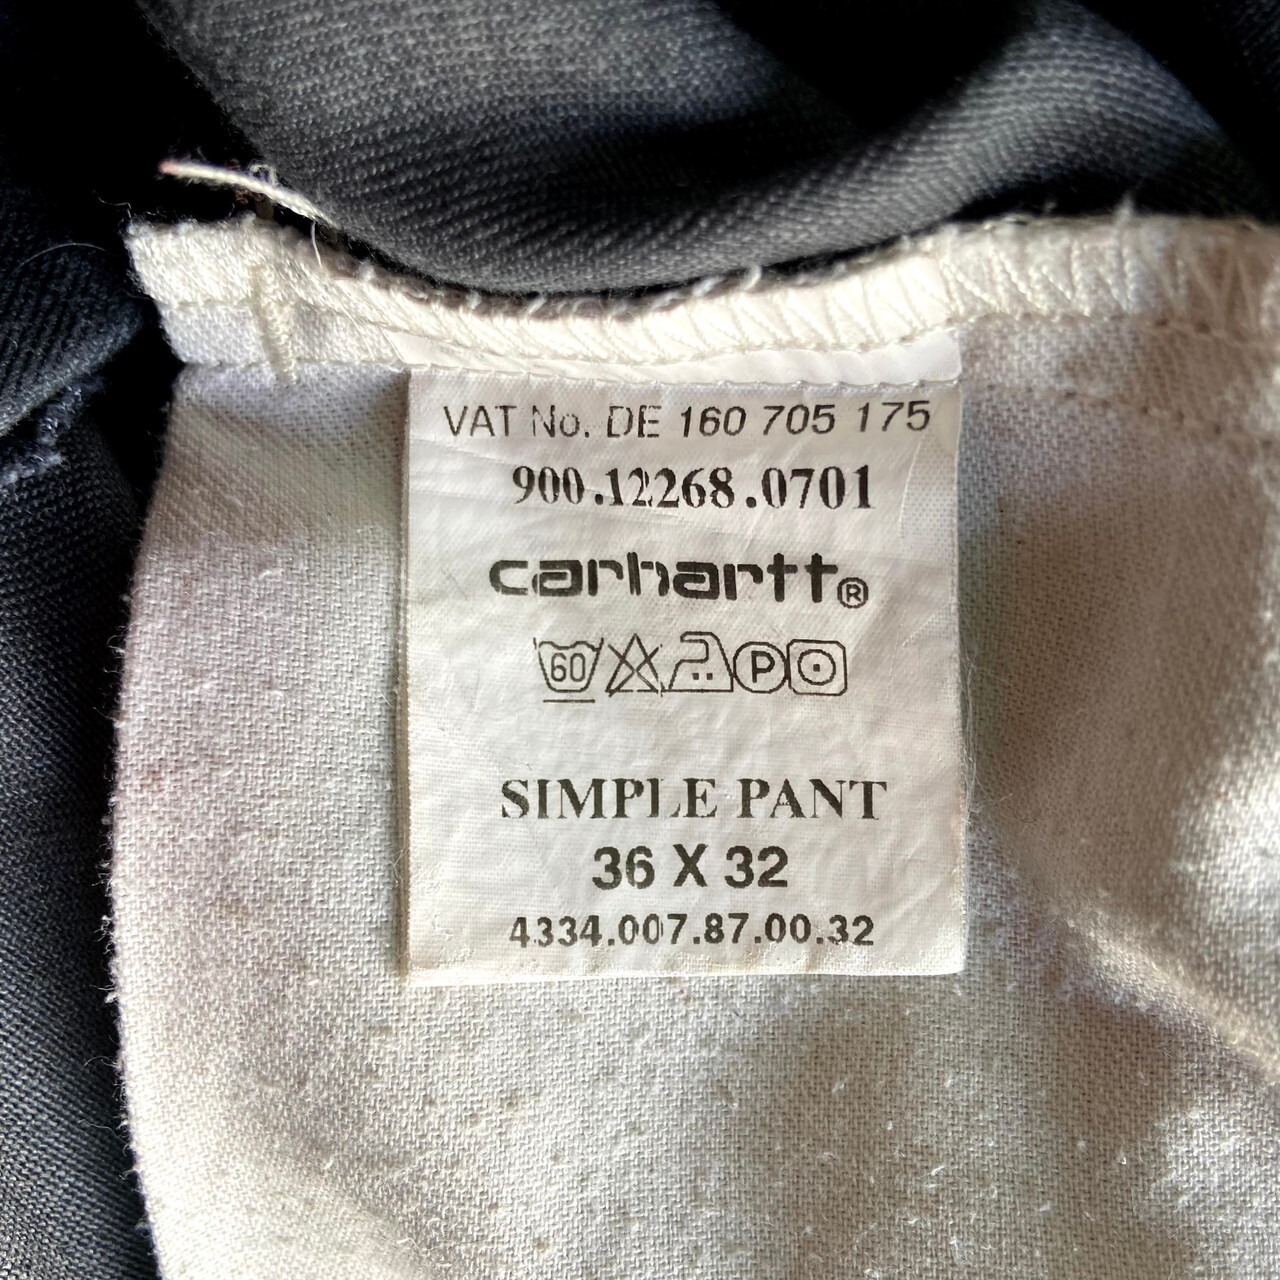 VAT No. DE 160 705 175
900.12268.0701
carhartt®
60 P
SIMPLE PANT
36 X 32
4334.007.87.00.32